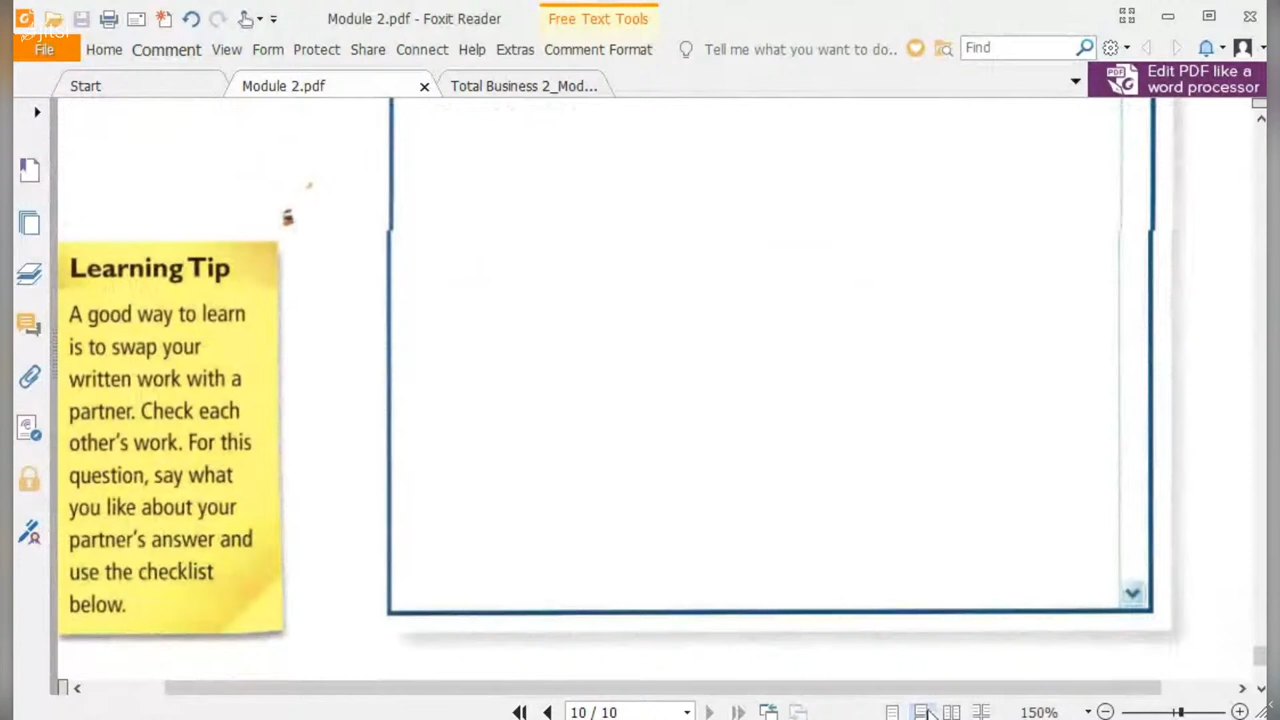 Module 2.pdf - Foxit Reader
Free Text Tools
Jitsi
File
Home
Comment
View
Form
Protect
Share
Connect
Help
Extras
Comment Format
Tell me what you want to do..
Find
Start
Module 2.pdf
Total Business 2_Mod...
Edit PDF like a
word processor
Learning Tip
A good way to learn
is to swap your
written work with a
partner. Check each
other's work. For this
question, say what
you like about your
partner's answer and
use the checklist
below.
10 / 10
150%